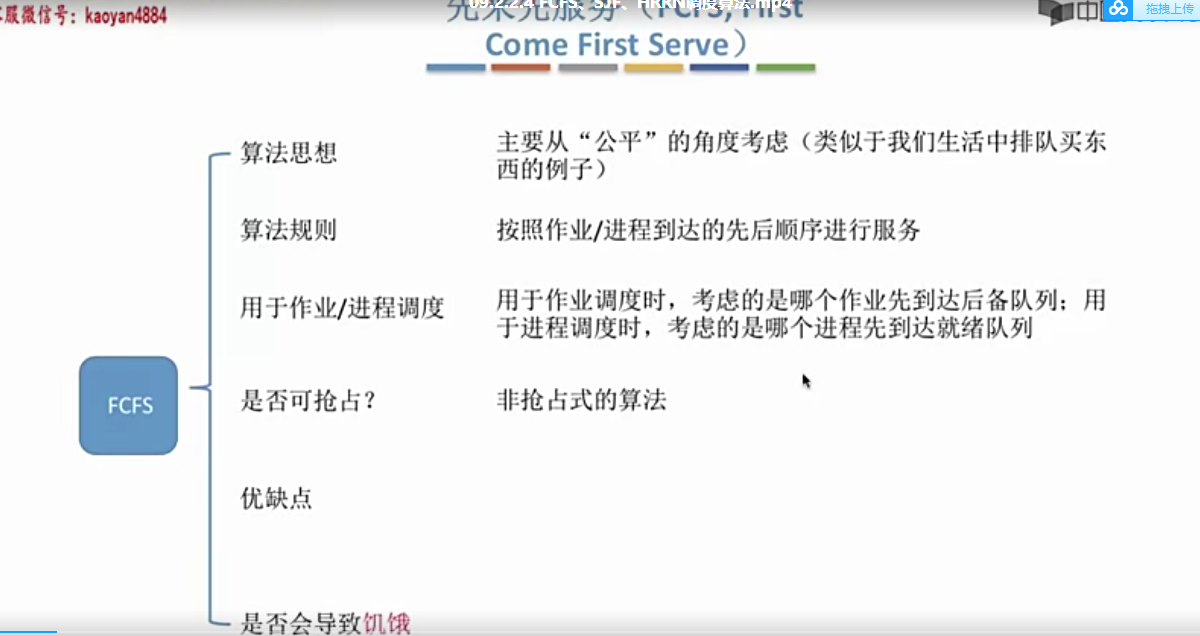 客服微信号：kaoyan4884
09.2.2.4 FCFS、SJF、HRRN调度算法.mp4
拖拽上传
先来先服务（FCFS, First
Come First Serve）
算法思想
主要从“公平”的角度考虑（类似于我们生活中排队买东
西的例子）
算法规则
按照作业/进程到达的先后顺序进行服务
用于作业/进程调度
用于作业调度时，考虑的是哪个作业先到达后备队列；用
于进程调度时，考虑的是哪个进程先到达就绪队列
FCFS
是否可抢占？
非抢占式的算法
优缺点
是否会导致饥饿